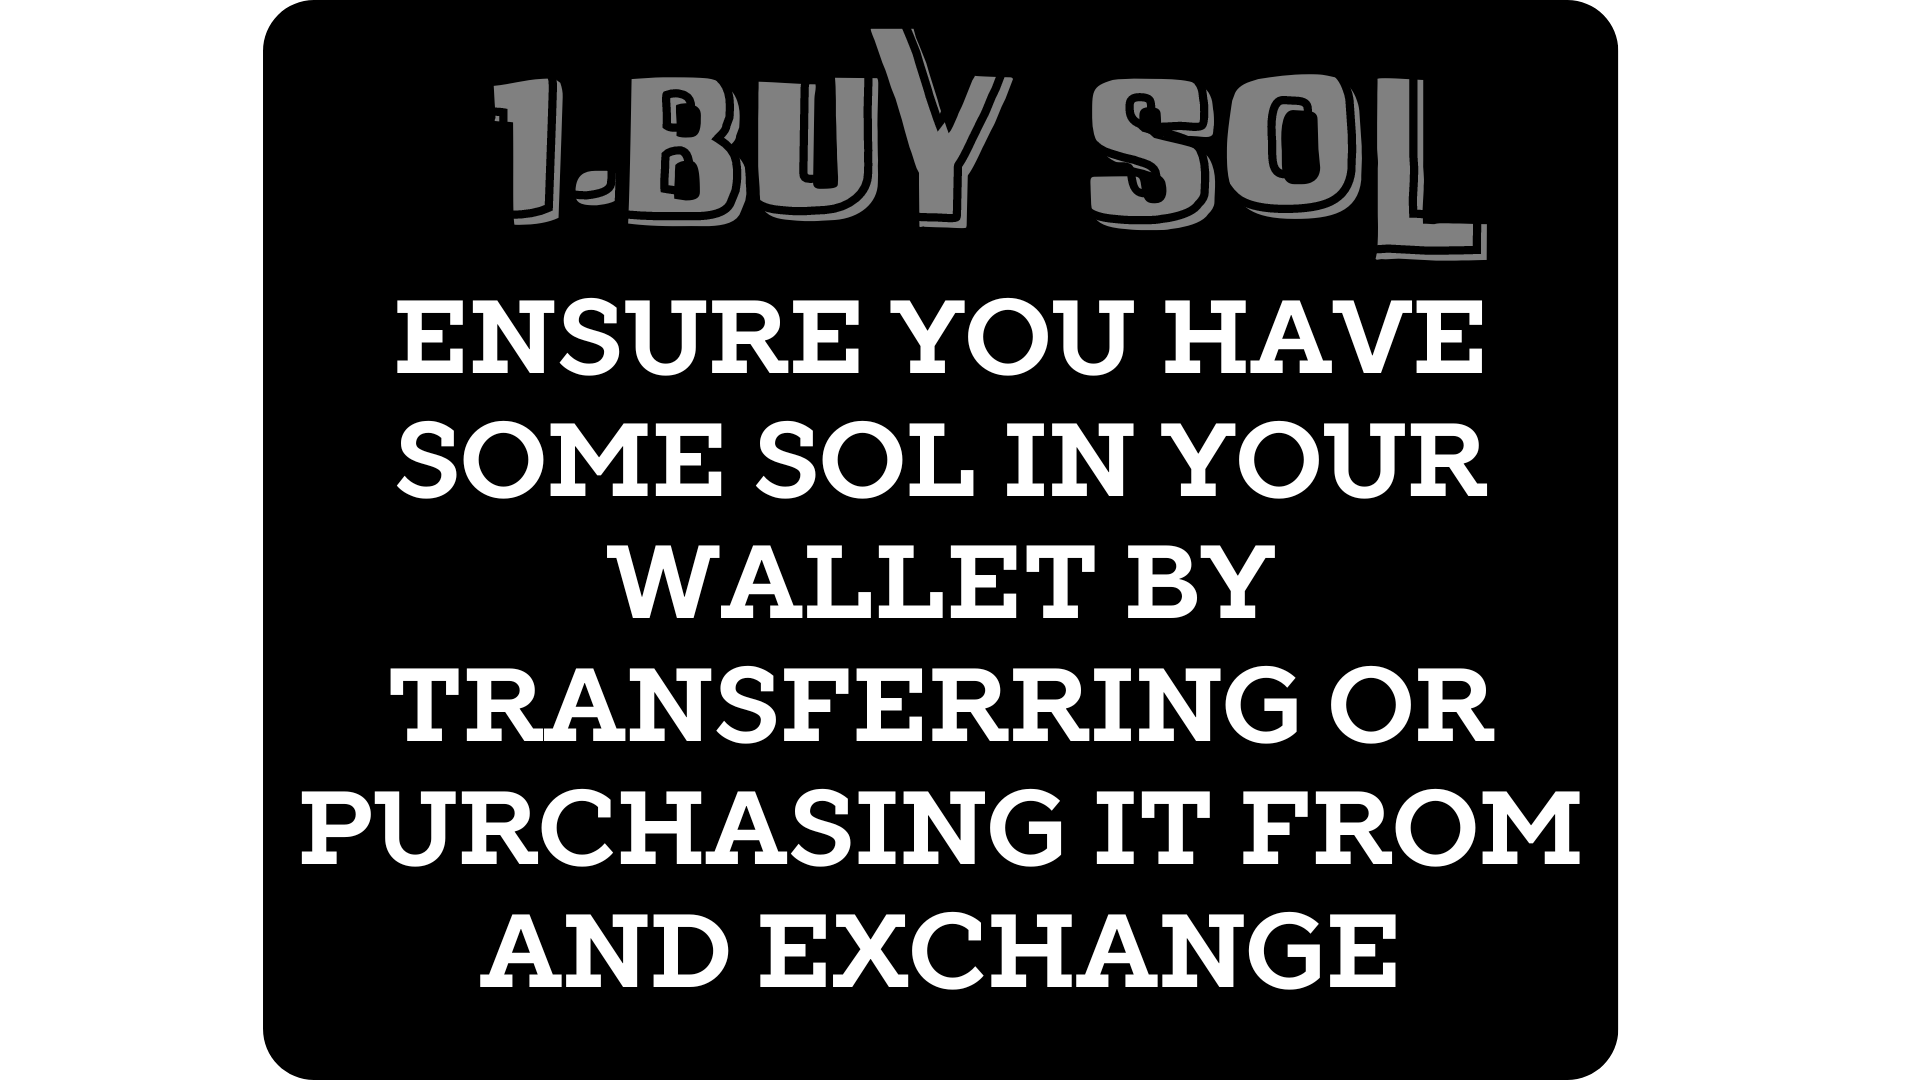 1.BUY SOL
ENSURE YOU HAVE
SOME SOL IN YOUR
WALLET BY
TRANSFERRING OR
PURCHASING IT FROM
AND EXCHANGE